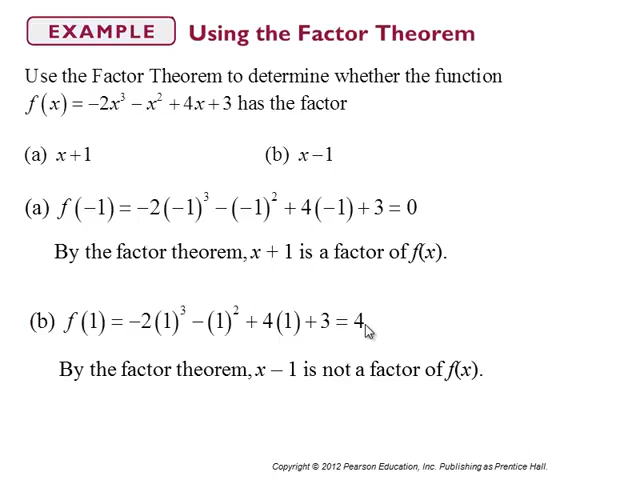 EXAMPLE Using the Factor Theorem
Use the Factor Theorem to determine whether the function
f(x) = −2x³ − x² + 4x + 3 has the factor
(a) x + 1 (b) x − 1
(a) f(−1) = −2(−1)³ − (−1)² + 4(−1) + 3 = 0
By the factor theorem, x + 1 is a factor of f(x).
(b) f(1) = −2(1)³ − (1)² + 4(1) + 3 = 4
By the factor theorem, x − 1 is not a factor of f(x).
Copyright © 2012 Pearson Education, Inc. Publishing as Prentice Hall.